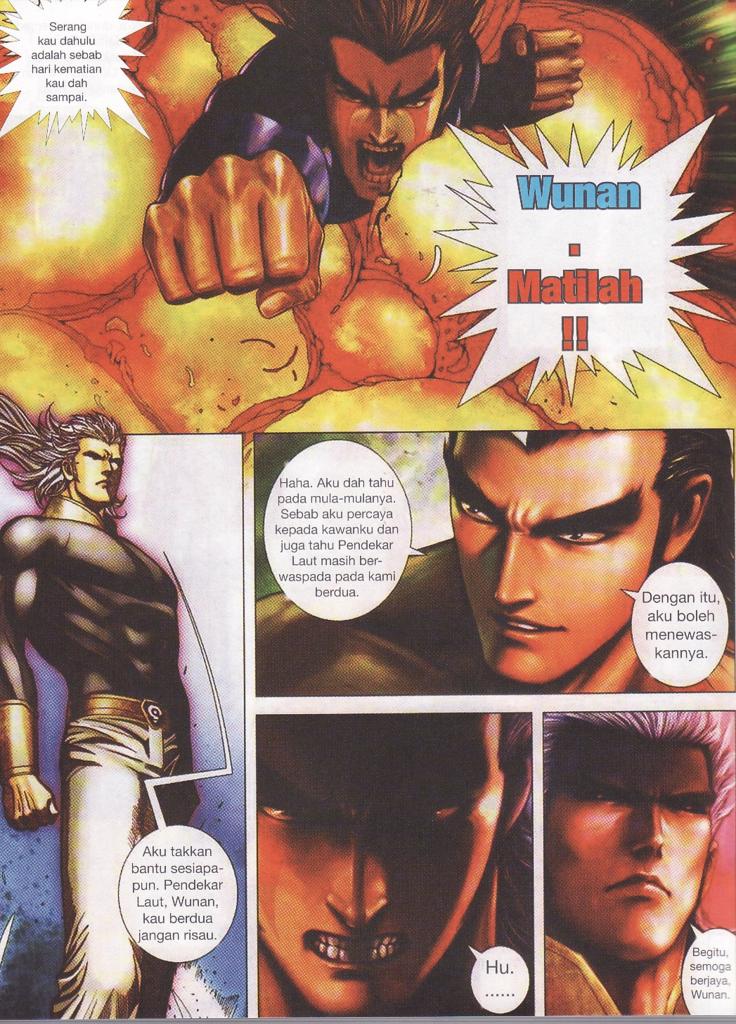 Serang
kau dahulu
adalah sebab
hari kematian
kau dah
sampai.
Wunan
.
Matilah
!!
Haha. Aku dah tahu
pada mula-mulanya.
Sebab aku percaya
kepada kawanku dan
juga tahu Pendekar
Laut masih ber-
waspada pada kami
berdua.
Dengan itu,
aku boleh
menewas-
kannya.
Aku takkan
bantu sesiapa-
pun. Pendekar
Laut, Wunan,
kau berdua
jangan risau.
Hu.
......
Begitu,
semoga
berjaya,
Wunan.